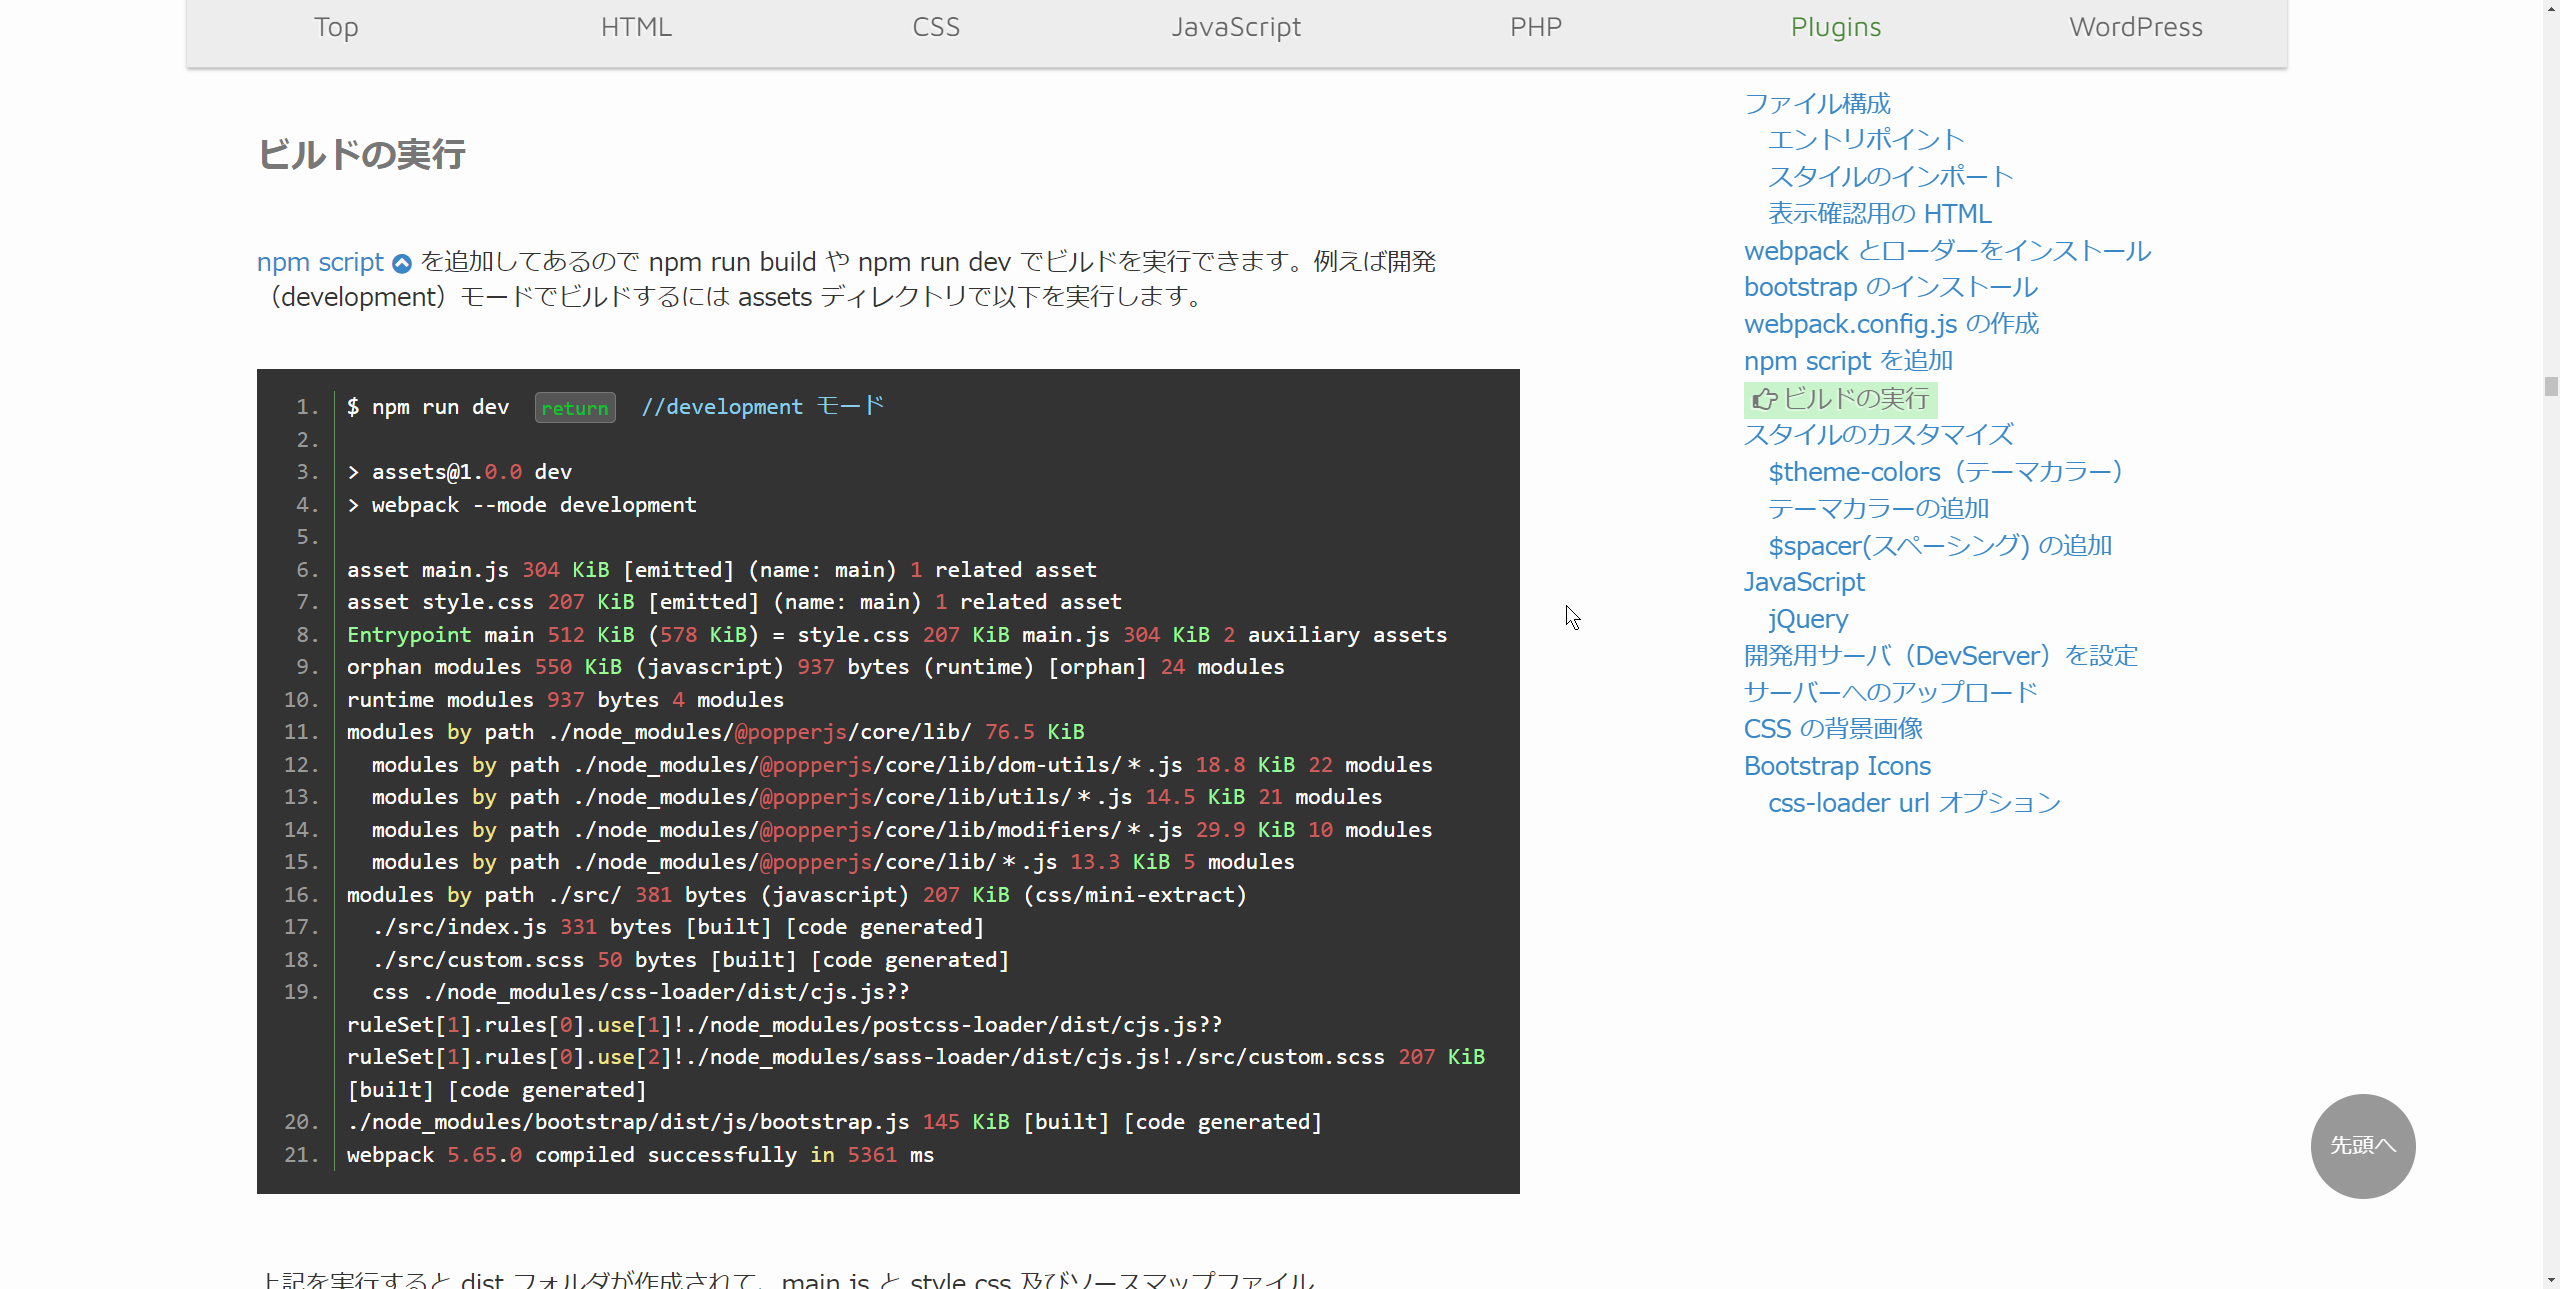 Top HTML CSS JavaScript PHP Plugins WordPress
ビルドの実行
npm script を追加してあるので npm run build や npm run dev でビルドを実行できます。例えば開発
（development）モードでビルドするには assets ディレクトリで以下を実行します。
1. $ npm run dev return //development モード
2.
3. > assets@1.0.0 dev
4. > webpack --mode development
5.
6. asset main.js 304 KiB [emitted] (name: main) 1 related asset
7. asset style.css 207 KiB [emitted] (name: main) 1 related asset
8. Entrypoint main 512 KiB (578 KiB) = style.css 207 KiB main.js 304 KiB 2 auxiliary assets
9. orphan modules 550 KiB (javascript) 937 bytes (runtime) [orphan] 24 modules
10. runtime modules 937 bytes 4 modules
11. modules by path ./node_modules/@popperjs/core/lib/ 76.5 KiB
12. modules by path ./node_modules/@popperjs/core/lib/dom-utils/*.js 18.8 KiB 22 modules
13. modules by path ./node_modules/@popperjs/core/lib/utils/*.js 14.5 KiB 21 modules
14. modules by path ./node_modules/@popperjs/core/lib/modifiers/*.js 29.9 KiB 10 modules
15. modules by path ./node_modules/@popperjs/core/lib/*.js 13.3 KiB 5 modules
16. modules by path ./src/ 381 bytes (javascript) 207 KiB (css/mini-extract)
17. ./src/index.js 331 bytes [built] [code generated]
18. ./src/custom.scss 50 bytes [built] [code generated]
19. css ./node_modules/css-loader/dist/cjs.js??
ruleSet[1].rules[0].use[1]!./node_modules/postcss-loader/dist/cjs.js??
ruleSet[1].rules[0].use[2]!./node_modules/sass-loader/dist/cjs.js!./src/custom.scss 207 KiB
[built] [code generated]
20. ./node_modules/bootstrap/dist/js/bootstrap.js 145 KiB [built] [code generated]
21. webpack 5.65.0 compiled successfully in 5361 ms
上記を実行すると dist フォルダが作成されて、main.js と style.css 及びソースマップファイル
ファイル構成
エントリポイント
スタイルのインポート
表示確認用の HTML
webpack とローダーをインストール
bootstrap のインストール
webpack.config.js の作成
npm script を追加
ビルドの実行
スタイルのカスタマイズ
$theme-colors（テーマカラー）
テーマカラーの追加
$spacer(スペーシング) の追加
JavaScript
jQuery
開発用サーバ（DevServer）を設定
サーバーへのアップロード
CSS の背景画像
Bootstrap Icons
css-loader url オプション
先頭へ